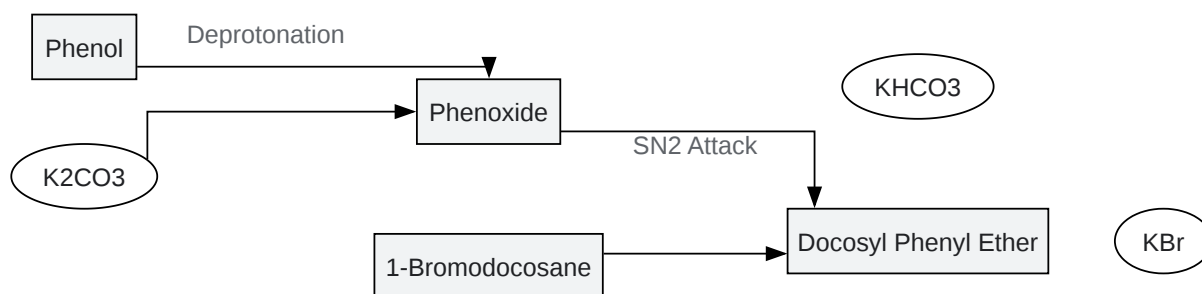 Deprotonation
Phenol
KHCO3
Phenoxide
SN2 Attack
K2CO3
Docosyl Phenyl Ether
KBr
1-Bromodocosane